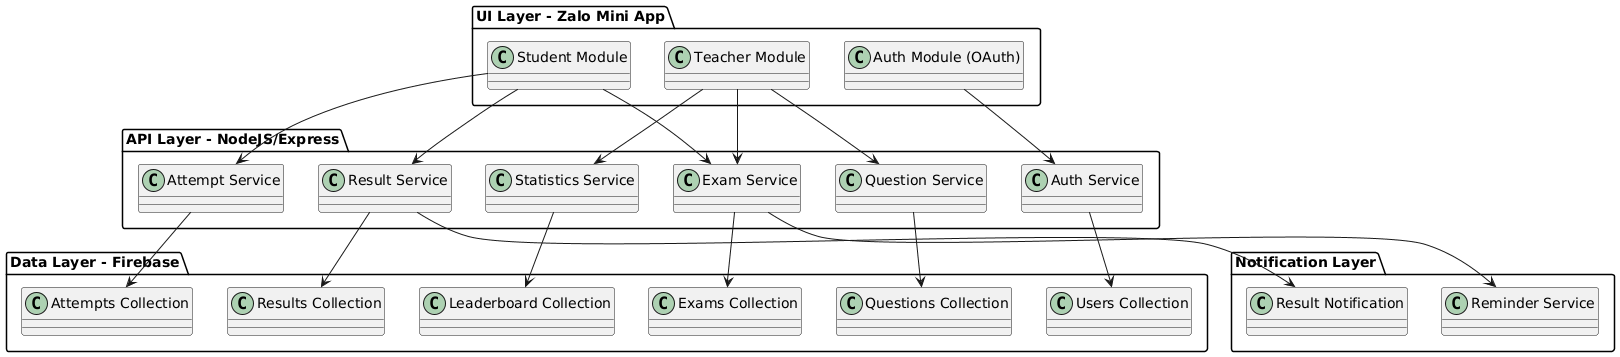 UI Layer - Zalo Mini App
C Student Module
C Teacher Module
C Auth Module (OAuth)
API Layer - NodeJS/Express
C Attempt Service
C Result Service
C Statistics Service
C Exam Service
C Question Service
C Auth Service
Data Layer - Firebase
C Attempts Collection
C Results Collection
C Leaderboard Collection
C Exams Collection
C Questions Collection
C Users Collection
Notification Layer
C Result Notification
C Reminder Service